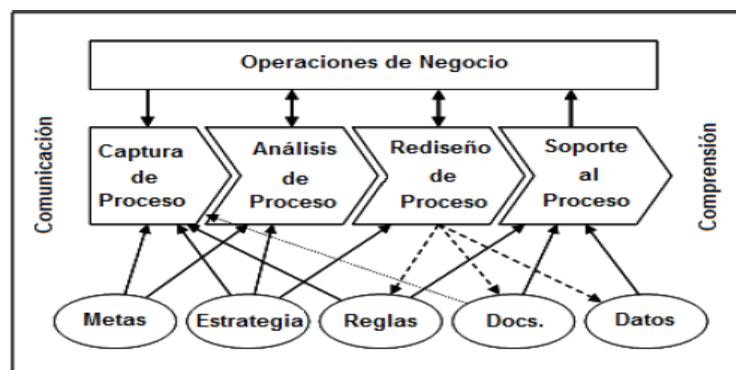 Operaciones de Negocio
Comunicación
Captura
de
Proceso
Análisis
de
Proceso
Rediseño
de
Proceso
Soporte
al
Proceso
Comprensión
Metas
Estrategia
Reglas
Docs.
Datos